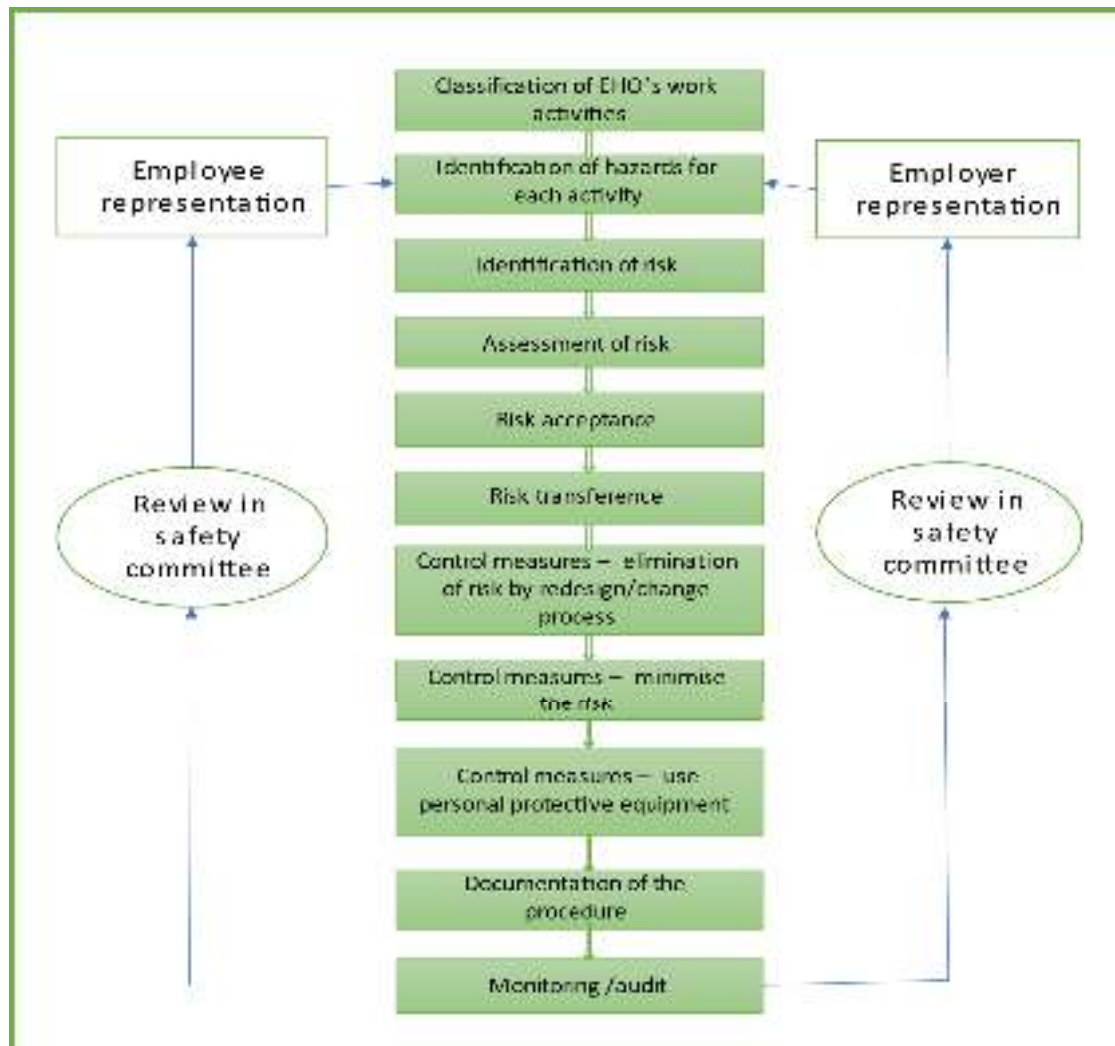 Classification of EHO's work
activities
Employee
representation
Identification of hazards for
each activity
Employer
representation
Identification of risk
Assessment of risk
Risk acceptance
Risk transference
Review in
safety
committee
Review in
safety
committee
Control measures – elimination
of risk by redesign/change
process
Control measures – minimise
the risk
Control measures – use
personal protective equipment
Documentation of the
procedure
Monitoring /audit